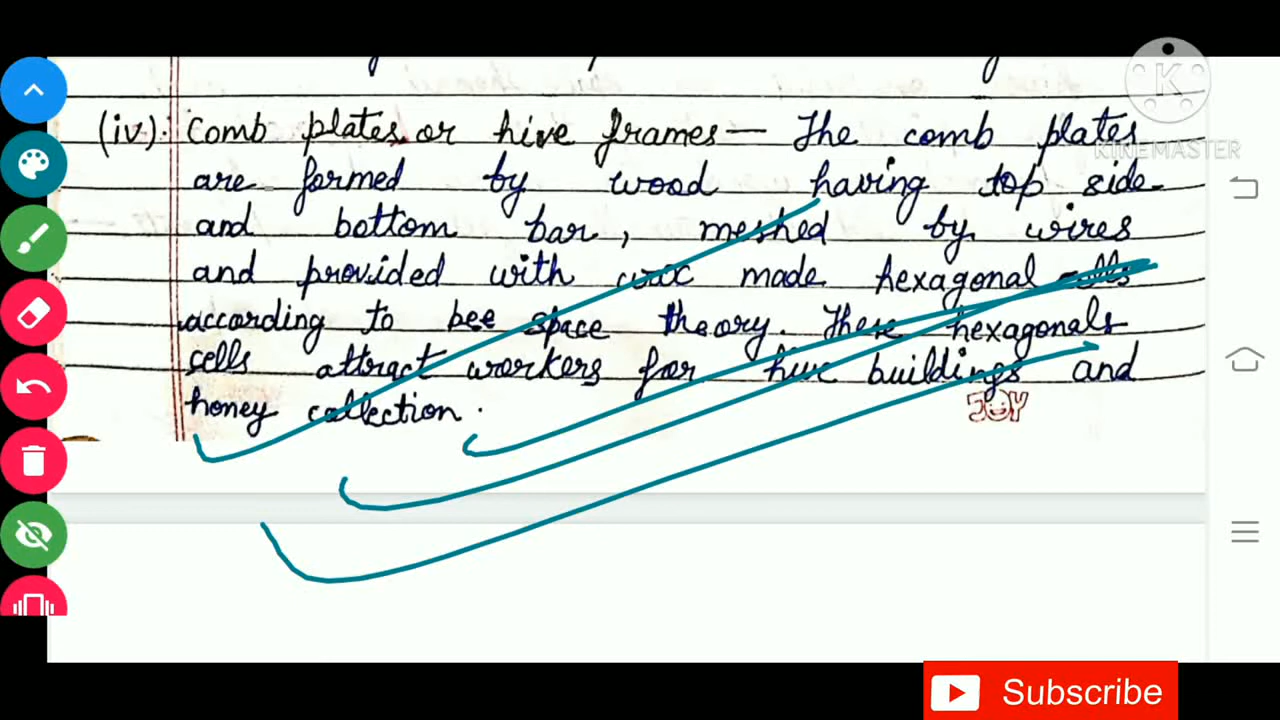 KINEMASTER
(iv). Comb plates or hive frames— The comb plates
are formed by wood having top side
and bottom bar, meshed by wires
and provided with wax made hexagonal cells
according to bee space theory. These hexagonals
cells attract workers for hive buildings and
honey collection.
JOY
Subscribe